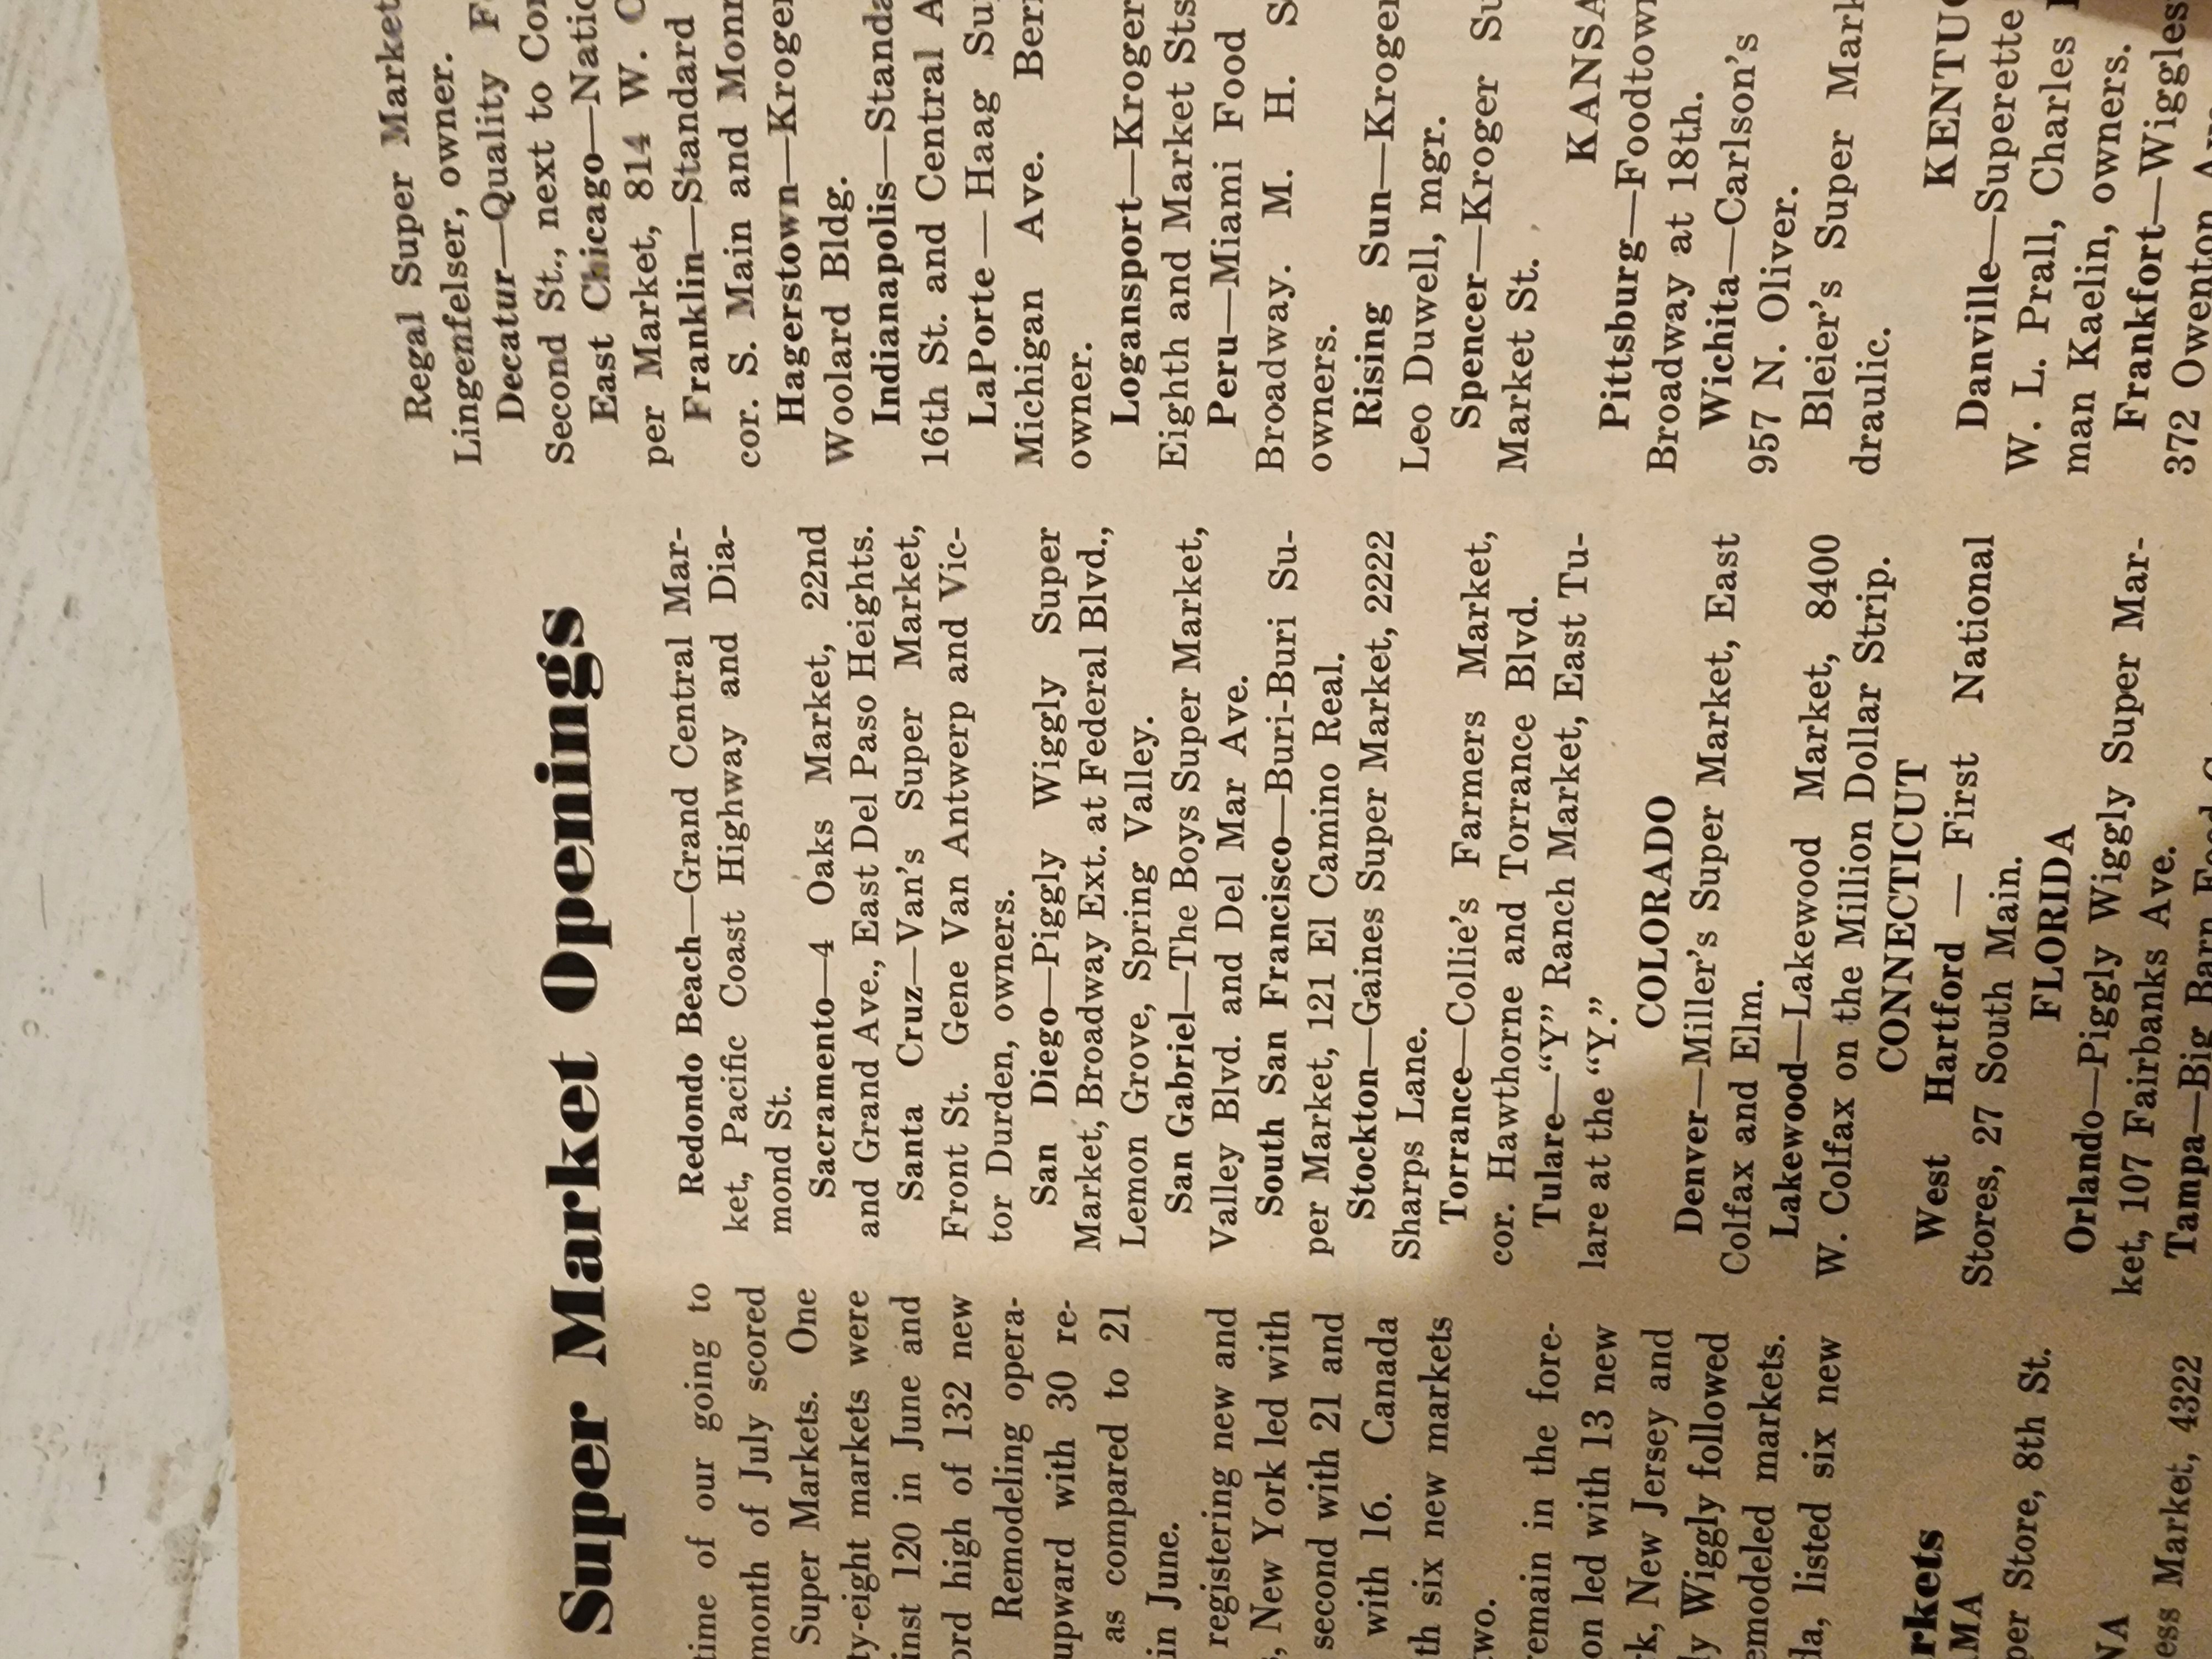 Super Market Openings
time of our going to
month of July scored
Super Markets. One
ty-eight markets were
inst 120 in June and
ord high of 132 new
Remodeling opera-
upward with 30 re-
as compared to 21
in June.
registering new and
, New York led with
second with 21 and
with 16. Canada
th six new markets
two.
remain in the fore-
on led with 13 new
rk, New Jersey and
ly Wiggly followed
emodeled markets.
da, listed six new
rkets
MA
per Store, 8th St.
NA
ess Market, 4322
Redondo Beach—Grand Central Mar-
ket, Pacific Coast Highway and Dia-
mond St.
Sacramento—4 Oaks Market, 22nd
and Grand Ave., East Del Paso Heights.
Santa Cruz—Van's Super Market,
Front St. Gene Van Antwerp and Vic-
tor Durden, owners.
San Diego—Piggly Wiggly Super
Market, Broadway Ext. at Federal Blvd.,
Lemon Grove, Spring Valley.
San Gabriel—The Boys Super Market,
Valley Blvd. and Del Mar Ave.
South San Francisco—Buri-Buri Su-
per Market, 121 El Camino Real.
Stockton—Gaines Super Market, 2222
Sharps Lane.
Torrance—Collie's Farmers Market,
cor. Hawthorne and Torrance Blvd.
Tulare—“Y” Ranch Market, East Tu-
lare at the “Y.”
COLORADO
Denver—Miller's Super Market, East
Colfax and Elm.
Lakewood—Lakewood Market, 8400
W. Colfax on the Million Dollar Strip.
CONNECTICUT
West Hartford — First National
Stores, 27 South Main.
FLORIDA
Orlando—Piggly Wiggly Super Mar-
ket, 107 Fairbanks Ave.
Tampa—Big Barn Food
Regal Super Market
Lingenfelser, owner.
Decatur—Quality F
Second St., next to Cor
East Chicago—Natio
per Market, 814 W. C
Franklin—Standard
cor. S. Main and Monr
Hagerstown—Kroger
Woolard Bldg.
Indianapolis—Standa
16th St. and Central A
LaPorte — Haag Su
Michigan Ave. Ber
owner.
Logansport—Kroger
Eighth and Market Sts
Peru—Miami Food
Broadway. M. H. S
owners.
Rising Sun—Kroger
Leo Duwell, mgr.
Spencer—Kroger Su
Market St.
KANSA
Pittsburg—Foodtown
Broadway at 18th.
Wichita—Carlson's
957 N. Oliver.
Bleier's Super Mark
draulic.
KENTUC
Danville—Superette
W. L. Prall, Charles
man Kaelin, owners.
Frankfort—Wiggles
372 Owenton